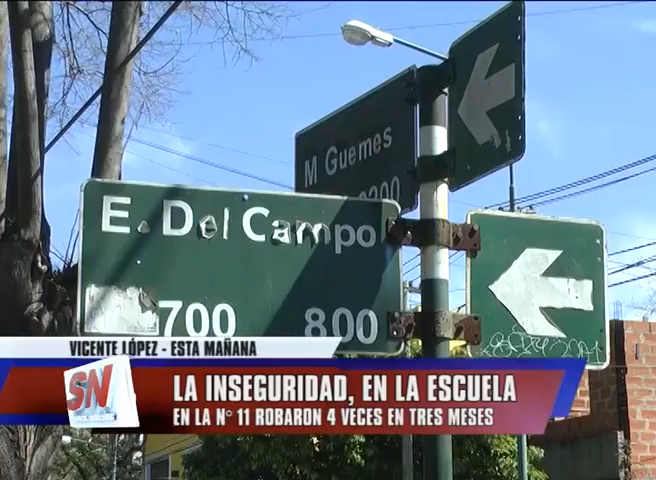 M Guemes
E. Del Campo
700 800
VICENTE LÓPEZ - ESTA MAÑANA
SN
LA INSEGURIDAD, EN LA ESCUELA
EN LA Nº 11 ROBARON 4 VECES EN TRES MESES